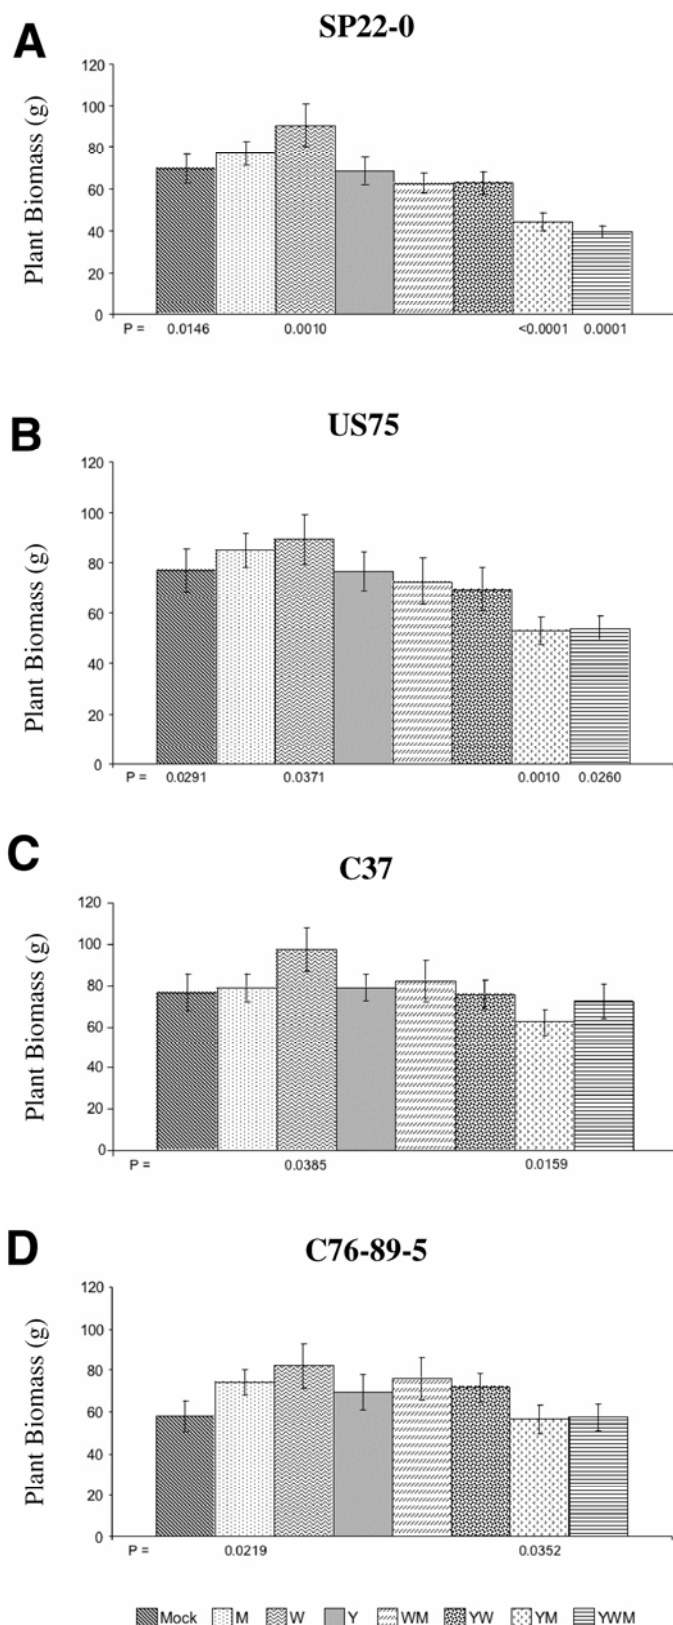 A
SP22-0
Plant Biomass (g)
120
100
80
60
40
20
0
P = 0.0146 0.0010 <0.0001 0.0001
B
US75
Plant Biomass (g)
120
100
80
60
40
20
0
P = 0.0291 0.0371 0.0010 0.0260
C
C37
Plant Biomass (g)
120
100
80
60
40
20
0
P = 0.0385 0.0159
D
C76-89-5
Plant Biomass (g)
120
100
80
60
40
20
0
P = 0.0219 0.0352
Mock M W Y WM YW YM YWM